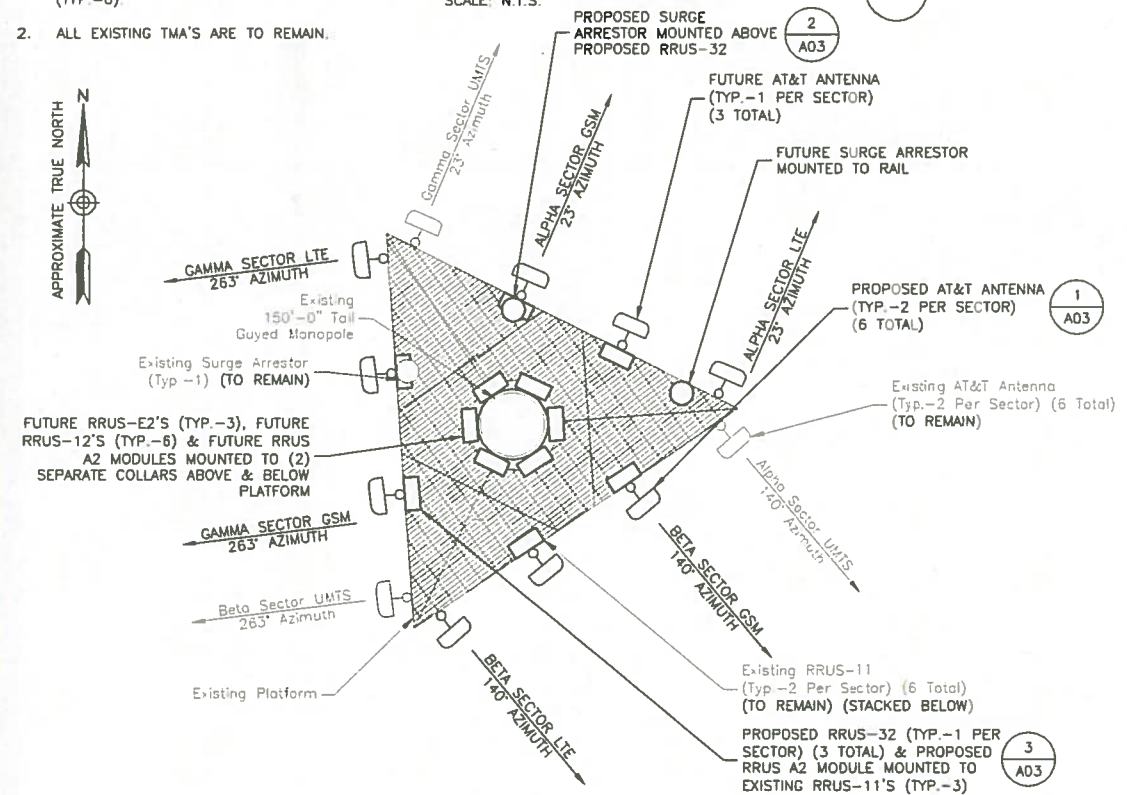 (TYP.-6).
SCALE: N.T.S.
2. ALL EXISTING TMA'S ARE TO REMAIN.
PROPOSED SURGE
ARRESTOR MOUNTED ABOVE
PROPOSED RRUS-32
2
A03
N
APPROXIMATE TRUE NORTH
Gamma Sector UMTS
23° Azimuth
ALPHA SECTOR GSM
23° AZIMUTH
FUTURE AT&T ANTENNA
(TYP.-1 PER SECTOR)
(3 TOTAL)
FUTURE SURGE ARRESTOR
MOUNTED TO RAIL
ALPHA SECTOR LTE
23° AZIMUTH
GAMMA SECTOR LTE
263° AZIMUTH
PROPOSED AT&T ANTENNA
(TYP.-2 PER SECTOR)
(6 TOTAL)
1
A03
Existing
150'-0" Tall
Guyed Monopole
Existing Surge Arrestor
(Typ.-1) (TO REMAIN)
Existing AT&T Antenna
(Typ.-2 Per Sector) (6 Total)
(TO REMAIN)
FUTURE RRUS-E2'S (TYP.-3), FUTURE
RRUS-12'S (TYP.-6) & FUTURE RRUS
A2 MODULES MOUNTED TO (2)
SEPARATE COLLARS ABOVE & BELOW
PLATFORM
Alpha Sector UMTS
140° Azimuth
GAMMA SECTOR GSM
263° AZIMUTH
BETA SECTOR GSM
140° AZIMUTH
Beta Sector UMTS
263° Azimuth
BETA SECTOR LTE
140° AZIMUTH
Existing Platform
Existing RRUS-11
(Typ.-2 Per Sector) (6 Total)
(TO REMAIN) (STACKED BELOW)
PROPOSED RRUS-32 (TYP.-1 PER
SECTOR) (3 TOTAL) & PROPOSED
RRUS A2 MODULE MOUNTED TO
EXISTING RRUS-11'S (TYP.-3)
3
A03